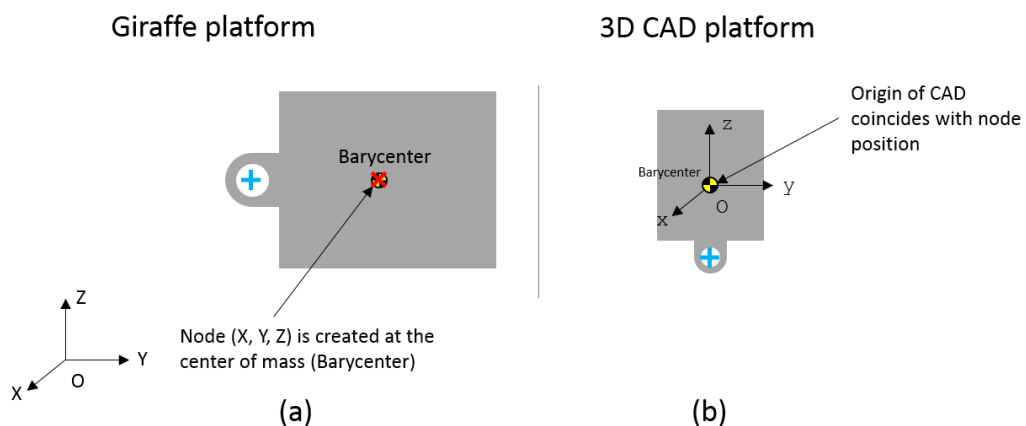 Giraffe platform
3D CAD platform
Barycenter
Origin of CAD
coincides with node
position
z
Barycenter
y
O
x
Z
Y
O
X
Node (X, Y, Z) is created at the
center of mass (Barycenter)
(a)
(b)